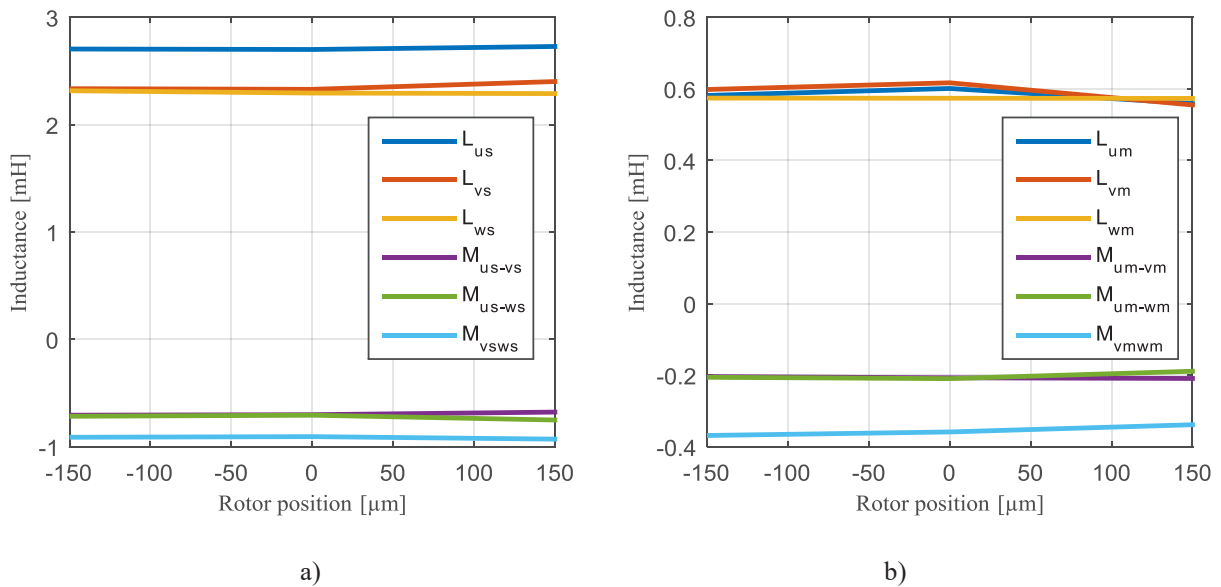 3
2
1
0
-1
Inductance [mH]
L_us
L_vs
L_ws
M_us-vs
M_us-ws
M_vsws
-150 -100 -50 0 50 100 150
Rotor position [µm]
a)
0.8
0.6
0.4
0.2
0
-0.2
-0.4
Inductance [mH]
L_um
L_vm
L_wm
M_um-vm
M_um-wm
M_vmwm
-150 -100 -50 0 50 100 150
Rotor position [µm]
b)